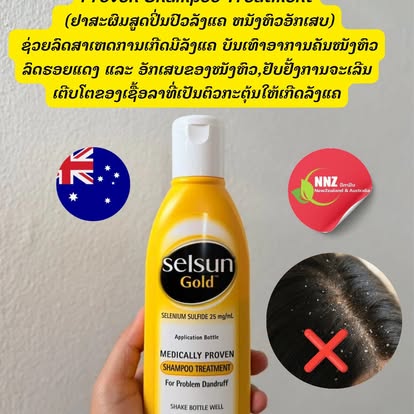 (ຢາສະຜົມສູດປິ່ນປົວລັງແຄ ຫນັງຫົວອັກເສບ)
ຊ່ວຍລົດສາເຫດການເກີດມີລັງແຄ ບັນເທົາອາການຄັນໜັງຫົວ
ລົດຮອຍແດງ ແລະ ອັກເສບຂອງໜັງຫົວ,ຢັບຢັ້ງການຈະເລີນ
ເຕີບໂຕຂອງເຊື້ອລາທີ່ເປັນຕົວກະຕຸ້ນໃຫ້ເກີດລັງແຄ
NNZ
NewZealand & Australia
selsun
Gold™
SELENIUM SULFIDE 25 mg/mL
Application Bottle
MEDICALLY PROVEN
SHAMPOO TREATMENT
For Problem Dandruff
SHAKE BOTTLE WELL